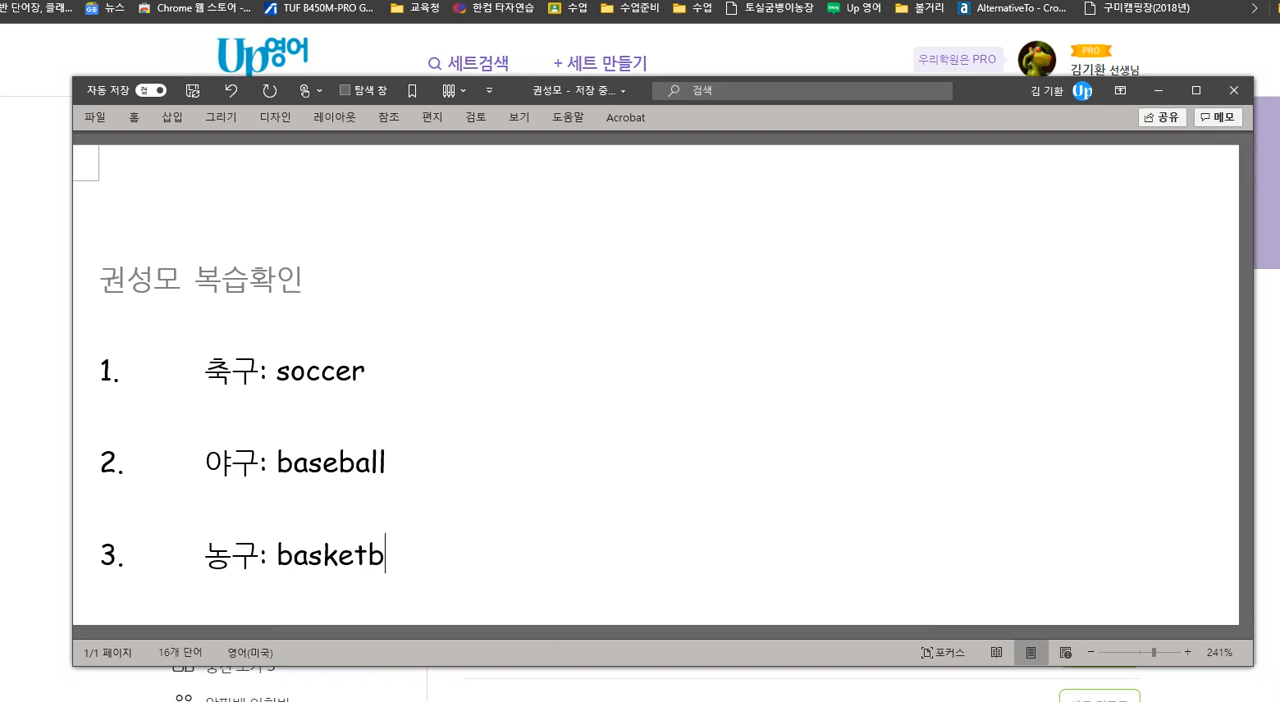 반 단어장, 클래... 뉴스 Chrome 웹 스토어 -... TUF B450M-PRO G... 교육청 한컴 타자연습 수업 수업준비 수업 토실굼벵이농장 Up 영어 볼거리 AlternativeTo - Cro... 구미캠핑장(2018년)
Up영어 세트검색 + 세트 만들기 우리학원은 PRO PRO
김기환 선생님
자동 저장 컴 탐색 창 권성모 - 저장 중... 검색 김 기환 Up
파일 홈 삽입 그리기 디자인 레이아웃 참조 편지 검토 보기 도움말 Acrobat 공유 메모
권성모 복습확인
1. 축구: soccer
2. 야구: baseball
3. 농구: basketb
1/1 페이지 16개 단어 영어(미국) 포커스 241%